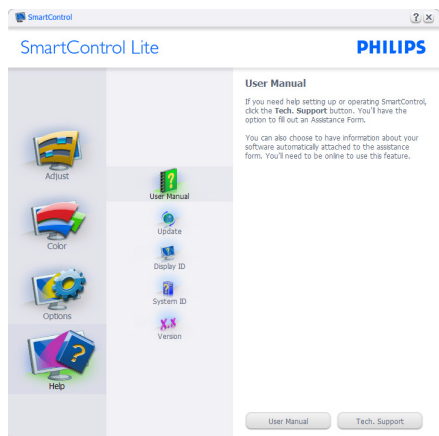 SmartControl
? x
SmartControl Lite
PHILIPS
Adjust
Color
Options
Help
User Manual
Update
Display ID
System ID
X.X
Version
User Manual
If you need help setting up or operating SmartControl,
click the Tech. Support button. You'll have the
option to fill out an Assistance Form.
You can also choose to have information about your
software automatically attached to the assistance
form. You'll need to be online to use this feature.
User Manual
Tech. Support